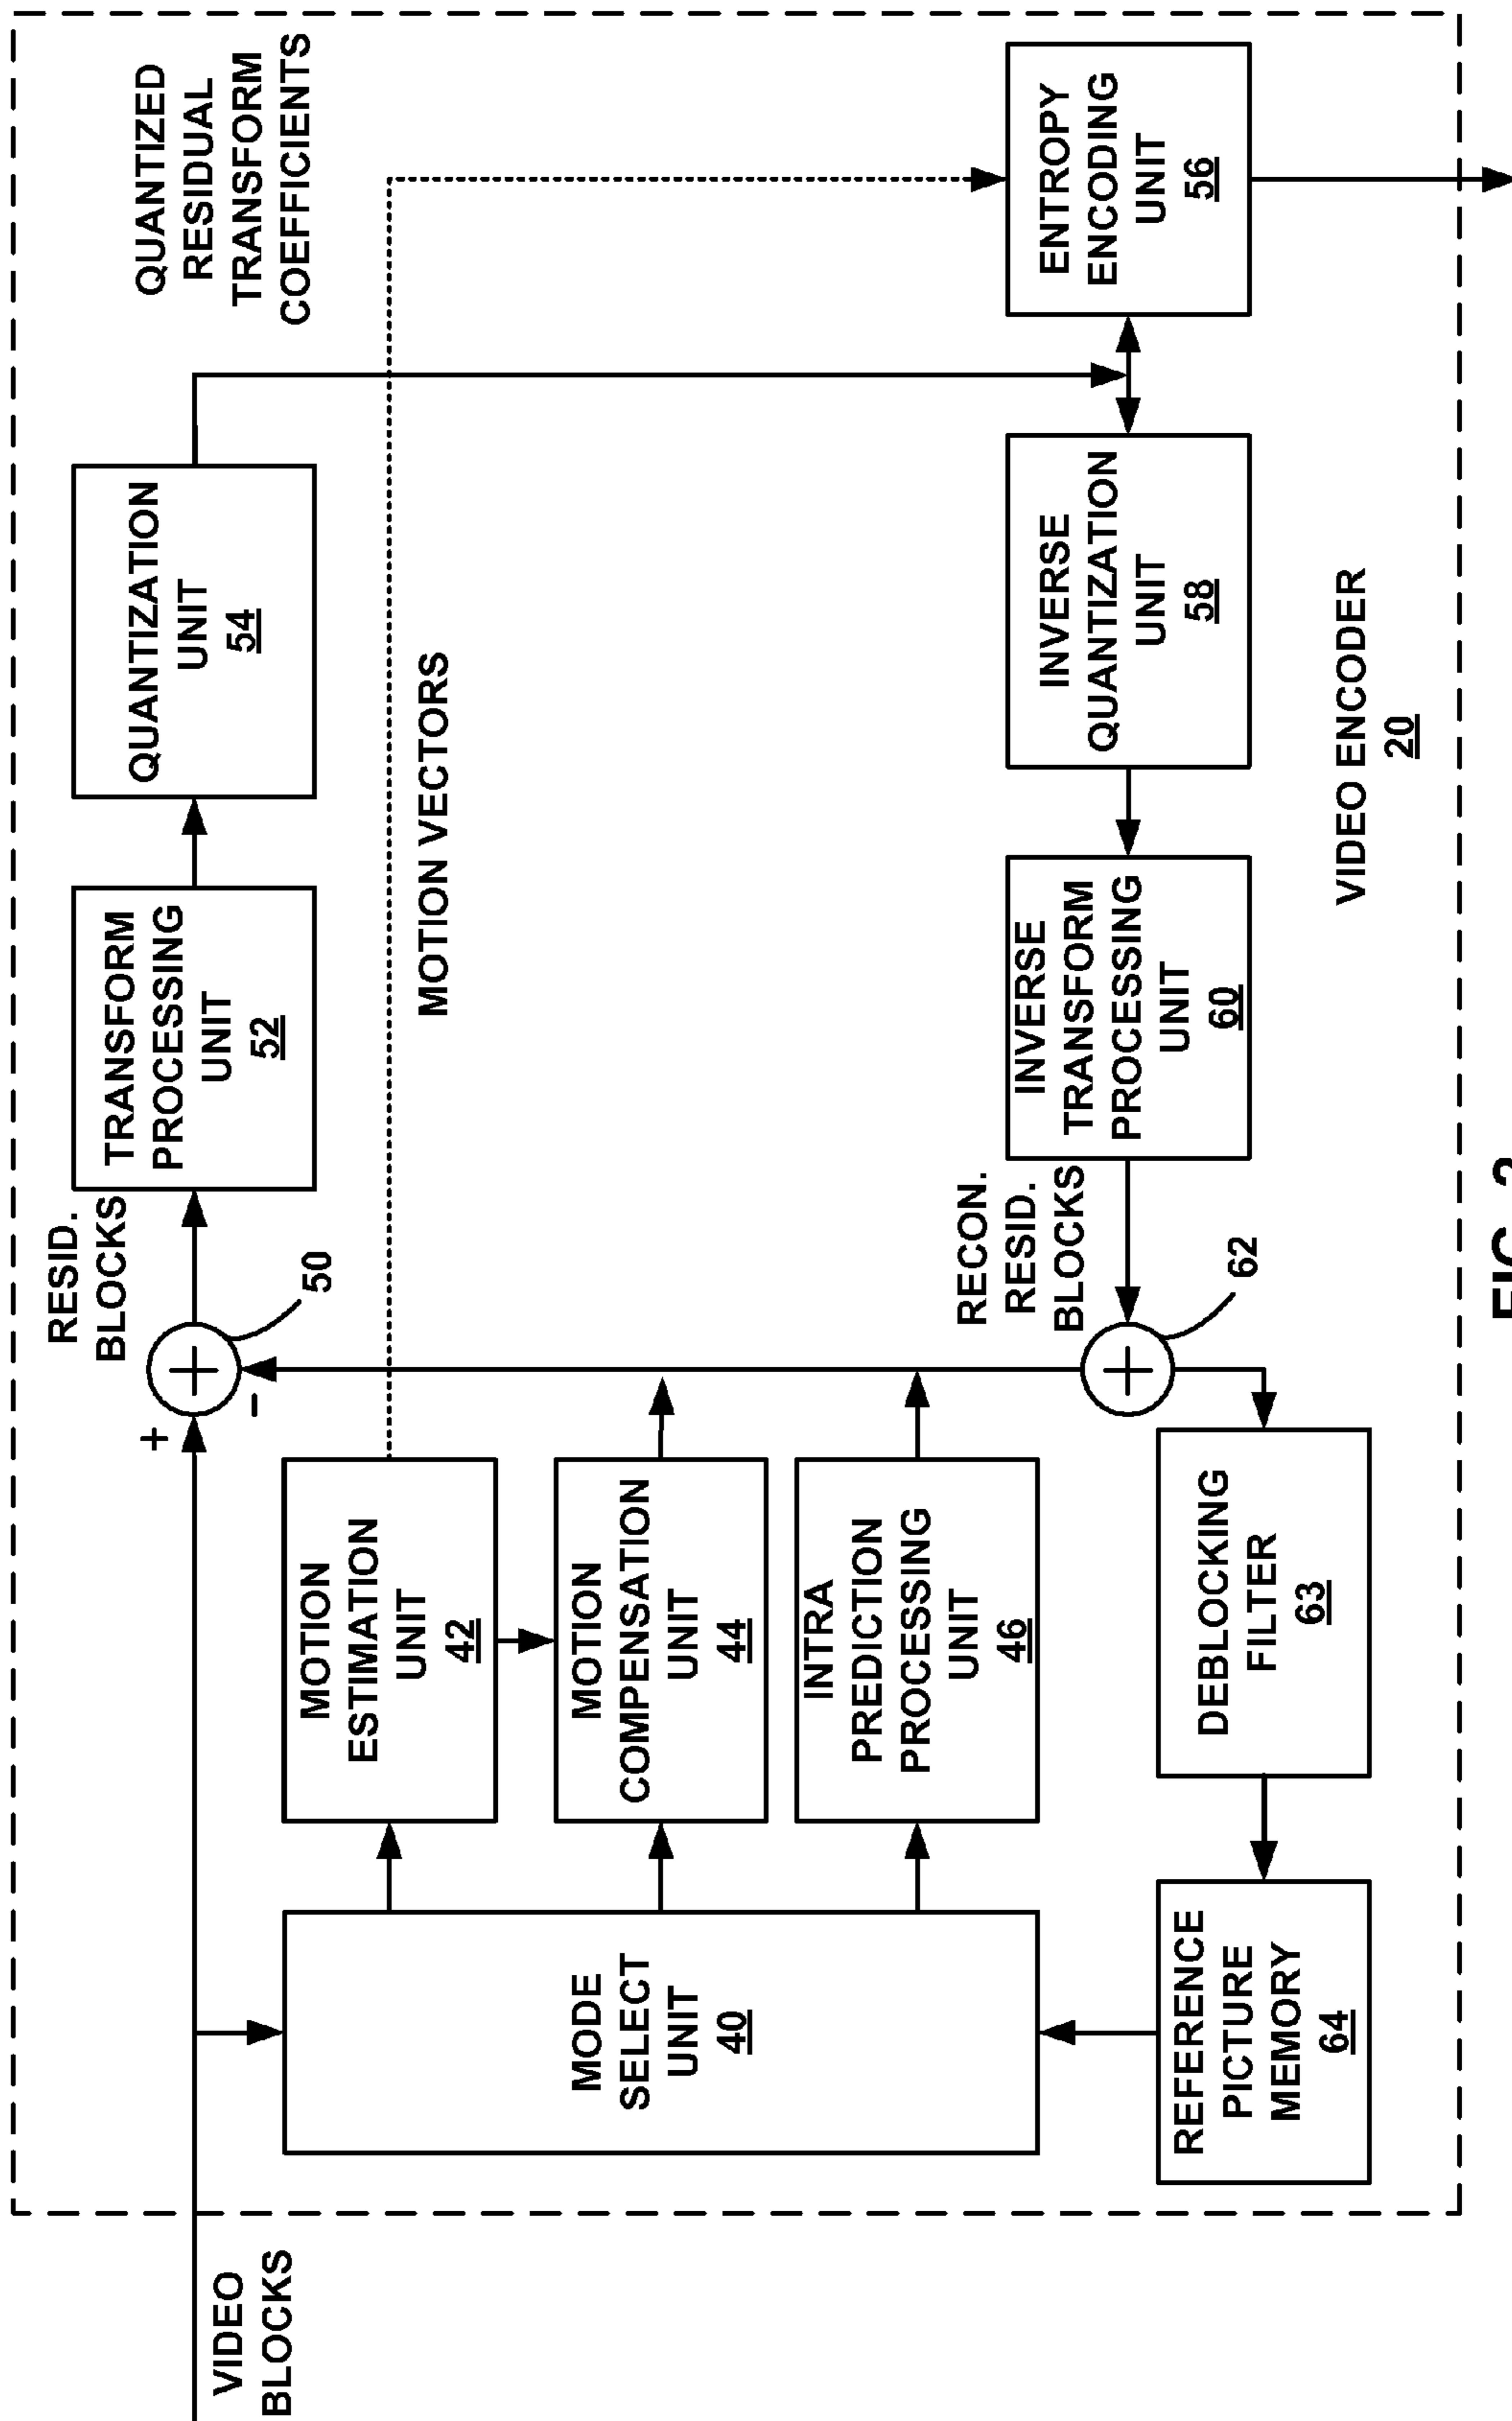 VIDEO
BLOCKS
+
-
50
RESID.
BLOCKS
TRANSFORM
PROCESSING
UNIT
52
QUANTIZATION
UNIT
54
QUANTIZED
RESIDUAL
TRANSFORM
COEFFICIENTS
MOTION VECTORS
MODE
SELECT
UNIT
40
MOTION
ESTIMATION
UNIT
42
MOTION
COMPENSATION
UNIT
44
INTRA
PREDICTION
PROCESSING
UNIT
46
REFERENCE
PICTURE
MEMORY
64
DEBLOCKING
FILTER
63
62
RECON.
RESID.
BLOCKS
INVERSE
TRANSFORM
PROCESSING
UNIT
60
INVERSE
QUANTIZATION
UNIT
58
ENTROPY
ENCODING
UNIT
56
VIDEO ENCODER
20
FIG.